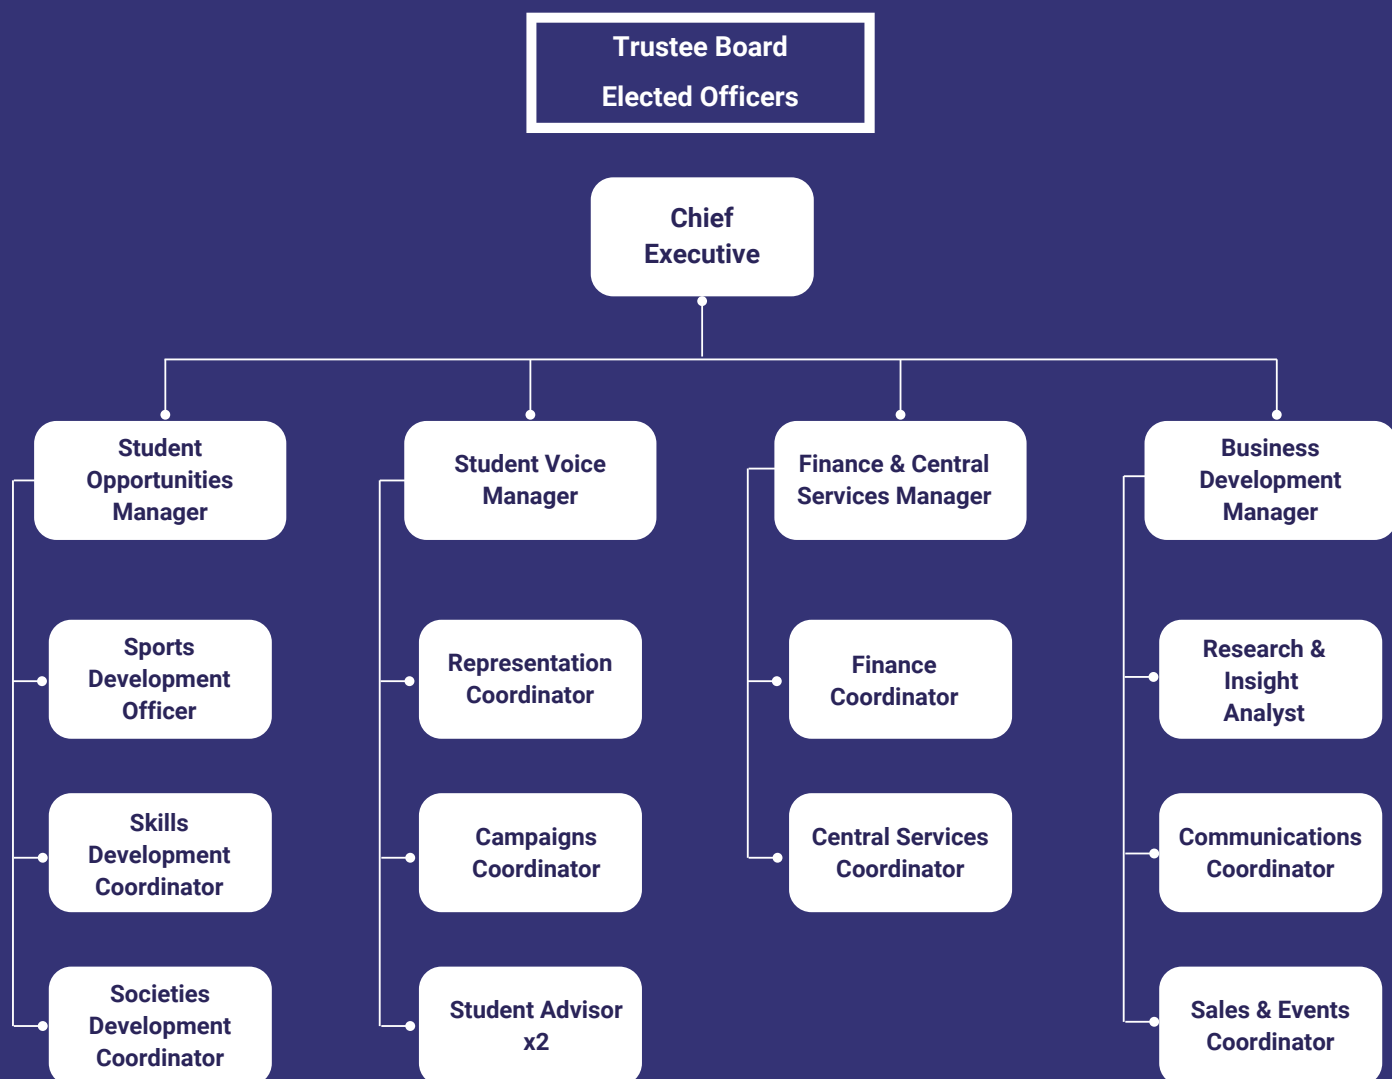 Trustee Board
Elected Officers
Chief
Executive
Student
Opportunities
Manager
Student Voice
Manager
Finance & Central
Services Manager
Business
Development
Manager
Sports
Development
Officer
Representation
Coordinator
Finance
Coordinator
Research &
Insight
Analyst
Skills
Development
Coordinator
Campaigns
Coordinator
Central Services
Coordinator
Communications
Coordinator
Societies
Development
Coordinator
Student Advisor
x2
Sales & Events
Coordinator